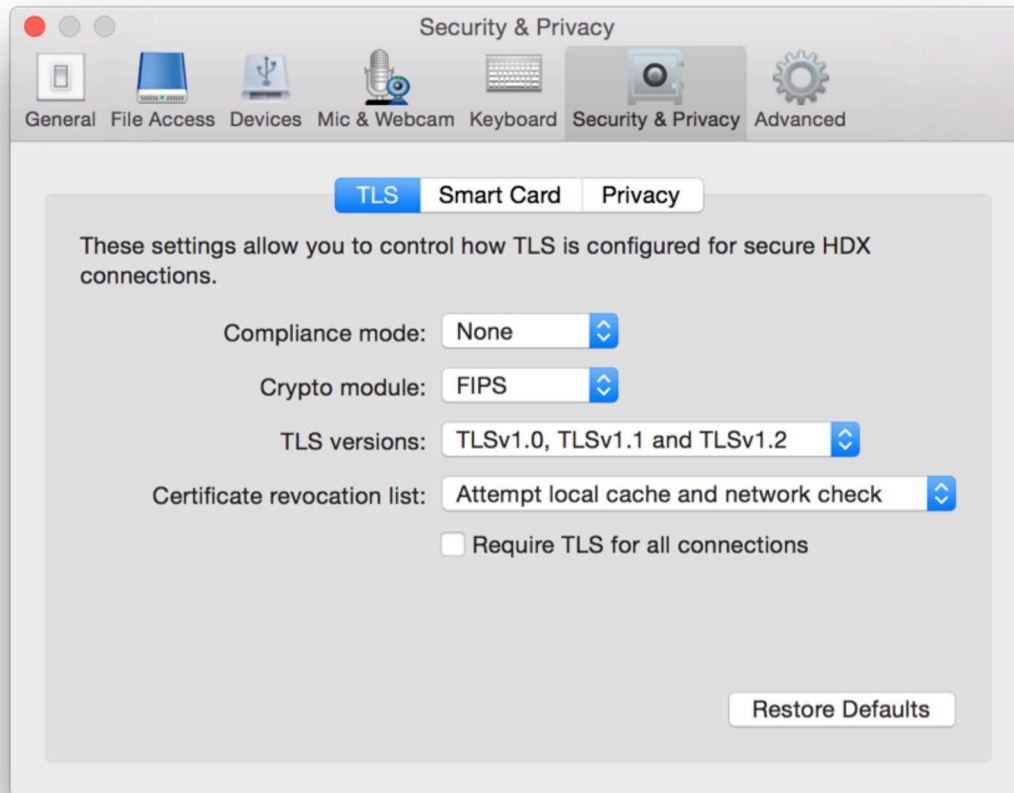 Security & Privacy
General File Access Devices Mic & Webcam Keyboard Security & Privacy Advanced
TLS Smart Card Privacy
These settings allow you to control how TLS is configured for secure HDX
connections.
Compliance mode: None
Crypto module: FIPS
TLS versions: TLSv1.0, TLSv1.1 and TLSv1.2
Certificate revocation list: Attempt local cache and network check
Require TLS for all connections
Restore Defaults